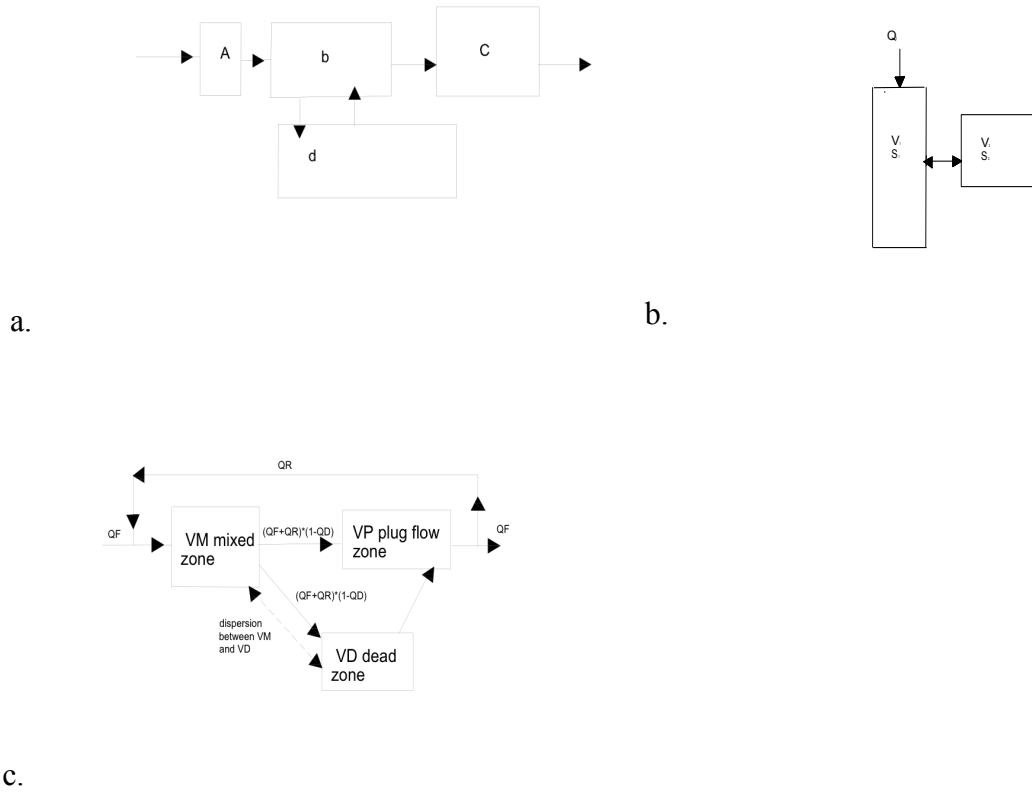 A
b
C
d
a.
Q
V
S
V
S
b.
QR
QF
VM mixed
zone
(QF+QR)*(1-QD)
VP plug flow
zone
QF
(QF+QR)*(1-QD)
dispersion
between VM
and VD
VD dead
zone
c.